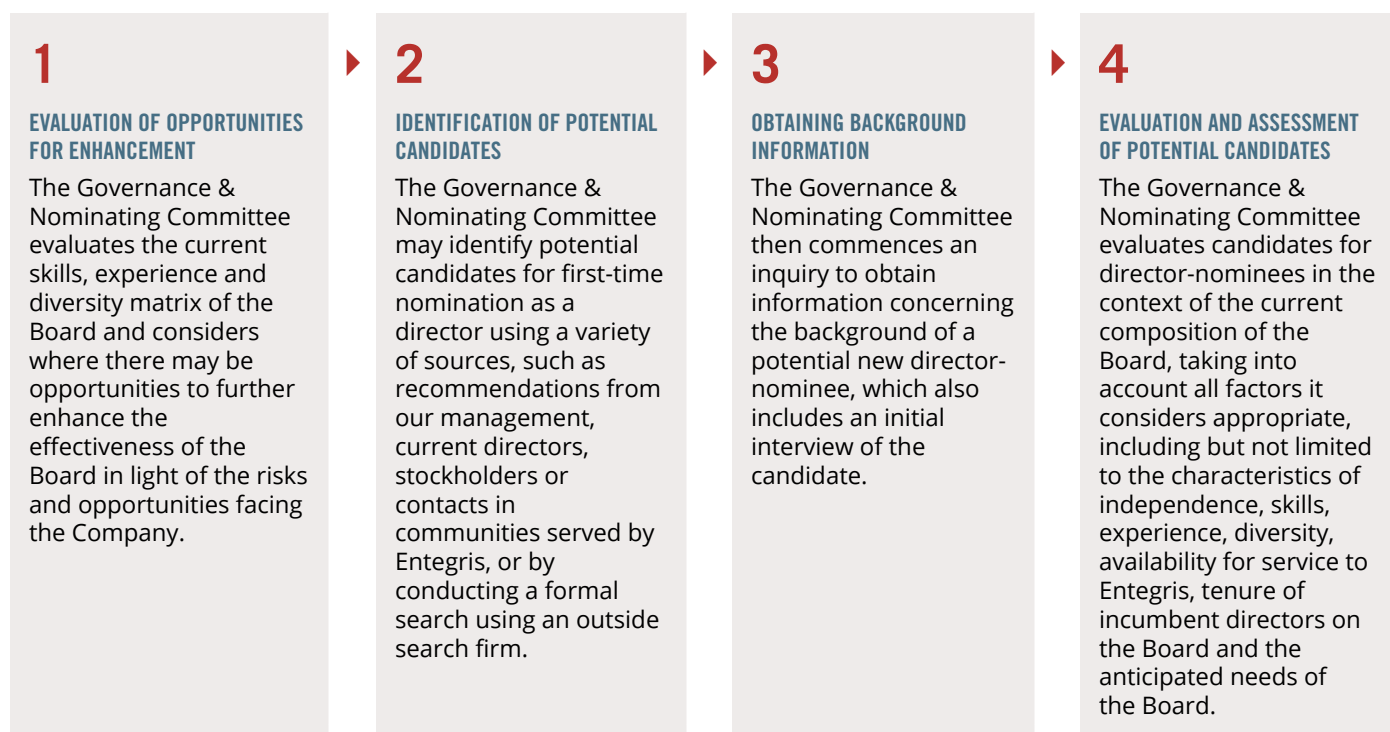 1
EVALUATION OF OPPORTUNITIES
FOR ENHANCEMENT
The Governance &
Nominating Committee
evaluates the current
skills, experience and
diversity matrix of the
Board and considers
where there may be
opportunities to further
enhance the
effectiveness of the
Board in light of the risks
and opportunities facing
the Company.
2
IDENTIFICATION OF POTENTIAL
CANDIDATES
The Governance &
Nominating Committee
may identify potential
candidates for first-time
nomination as a
director using a variety
of sources, such as
recommendations from
our management,
current directors,
stockholders or
contacts in
communities served by
Entegris, or by
conducting a formal
search using an outside
search firm.
3
OBTAINING BACKGROUND
INFORMATION
The Governance &
Nominating Committee
then commences an
inquiry to obtain
information concerning
the background of a
potential new director-
nominee, which also
includes an initial
interview of the
candidate.
4
EVALUATION AND ASSESSMENT
OF POTENTIAL CANDIDATES
The Governance &
Nominating Committee
evaluates candidates for
director-nominees in the
context of the current
composition of the
Board, taking into
account all factors it
considers appropriate,
including but not limited
to the characteristics of
independence, skills,
experience, diversity,
availability for service to
Entegris, tenure of
incumbent directors on
the Board and the
anticipated needs of
the Board.